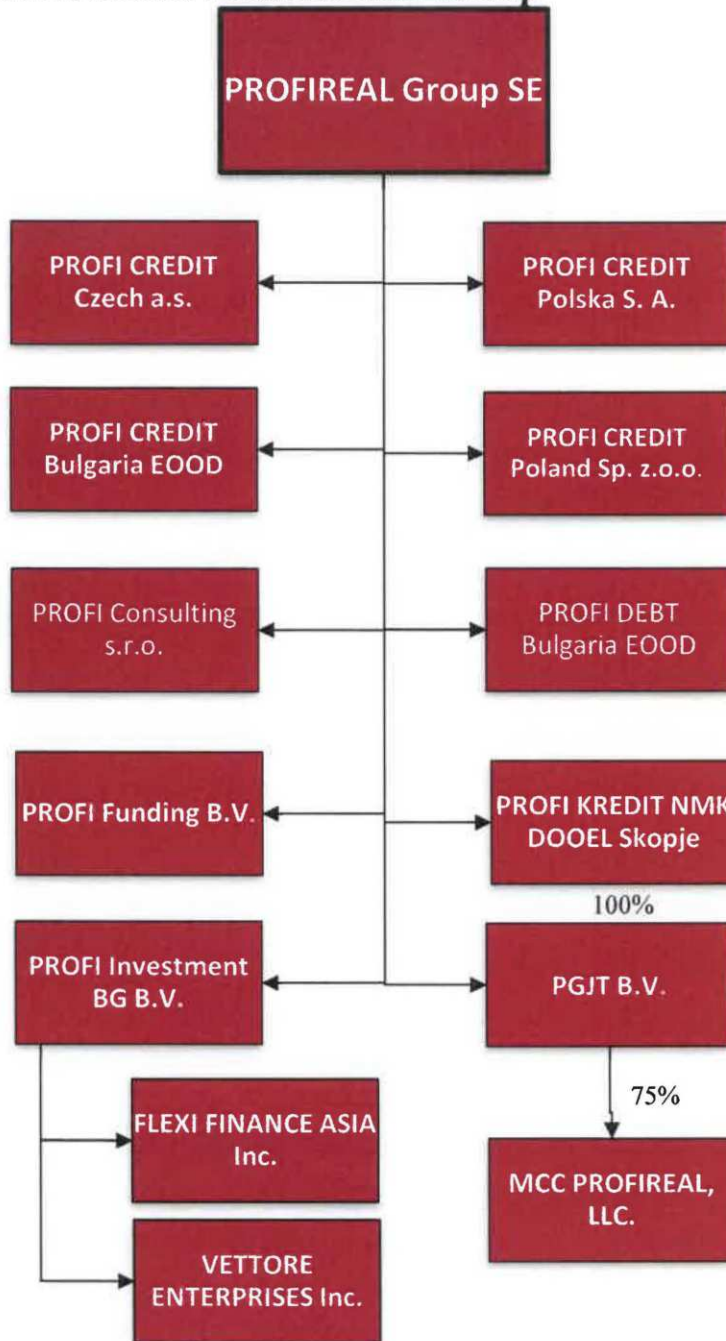 PROFIREAL Group SE
PROFI CREDIT
Czech a.s.
PROFI CREDIT
Polska S. A.
PROFI CREDIT
Bulgaria EOOD
PROFI CREDIT
Poland Sp. z.o.o.
PROFI Consulting
s.r.o.
PROFI DEBT
Bulgaria EOOD
PROFI Funding B.V.
PROFI KREDIT NMK
DOOEL Skopje
100%
PROFI Investment
BG B.V.
PGJT B.V.
75%
FLEXI FINANCE ASIA
Inc.
MCC PROFIREAL,
LLC.
VETTORE
ENTERPRISES Inc.